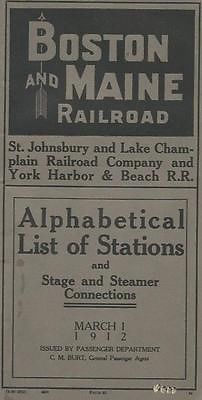 BOSTON
AND MAINE
RAILROAD
St. Johnsbury and Lake Cham-
plain Railroad Company and
York Harbor & Beach R.R.
Alphabetical
List of Stations
and
Stage and Steamer
Connections
MARCH 1
1912
ISSUED BY PASSENGER DEPARTMENT
C. M. BURT, General Passenger Agent